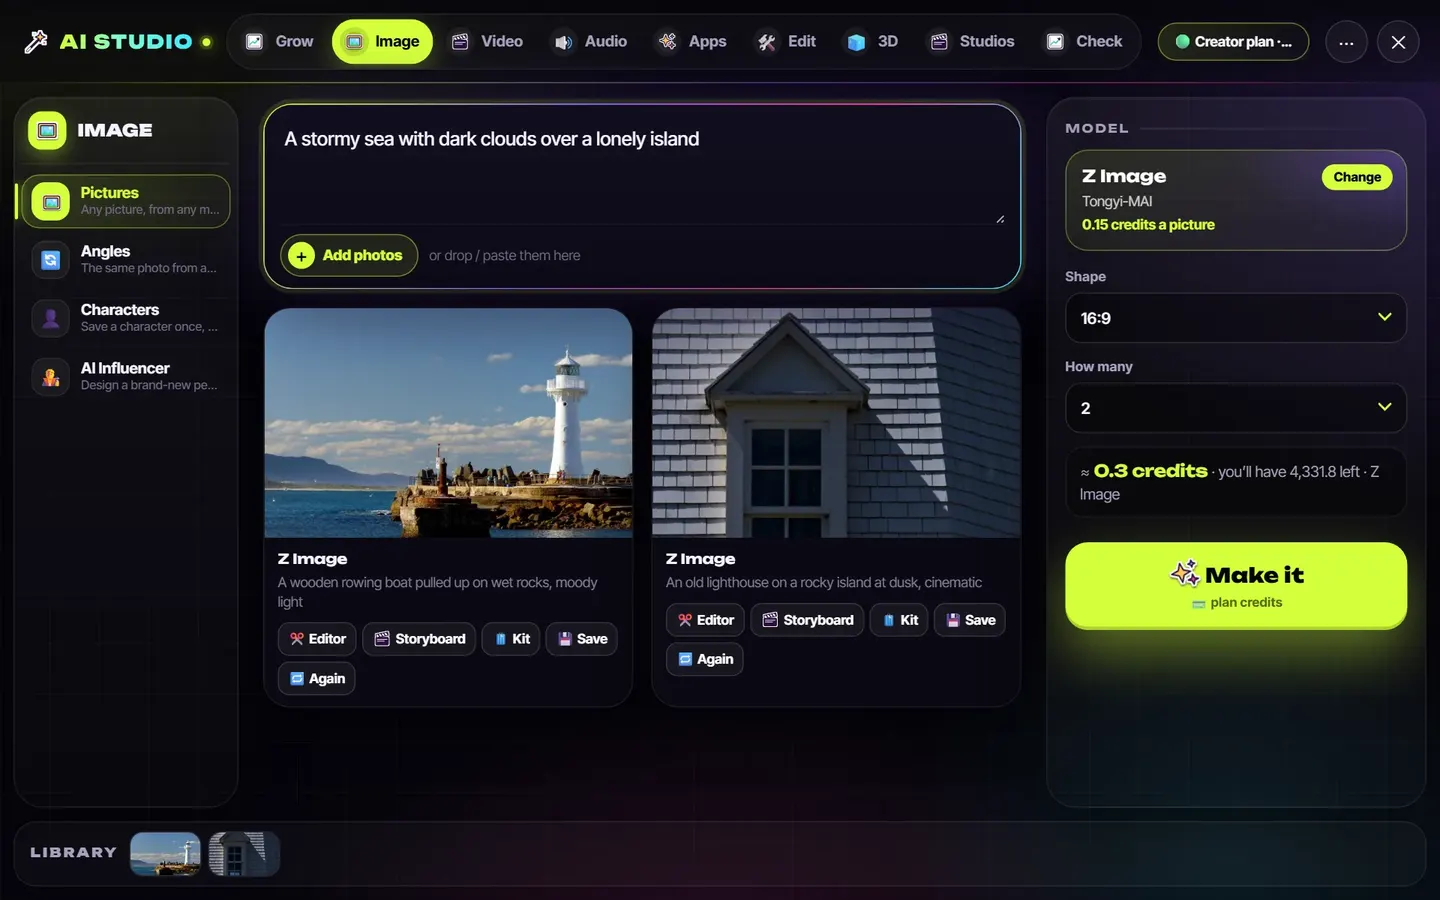 AI STUDIO
Grow
Image
Video
Audio
Apps
Edit
3D
Studios
Check
Creator plan ·...
...
IMAGE
Pictures
Any picture, from any m...
Angles
The same photo from a...
Characters
Save a character once, ...
AI Influencer
Design a brand-new pe...
A stormy sea with dark clouds over a lonely island
+ Add photos
or drop / paste them here
Z Image
A wooden rowing boat pulled up on wet rocks, moody
light
Editor
Storyboard
Kit
Save
Again
Z Image
An old lighthouse on a rocky island at dusk, cinematic
Editor
Storyboard
Kit
Save
Again
MODEL
Z Image
Change
Tongyi-MAI
0.15 credits a picture
Shape
16:9
How many
2
≈ 0.3 credits · you'll have 4,331.8 left · Z
Image
Make it
plan credits
LIBRARY